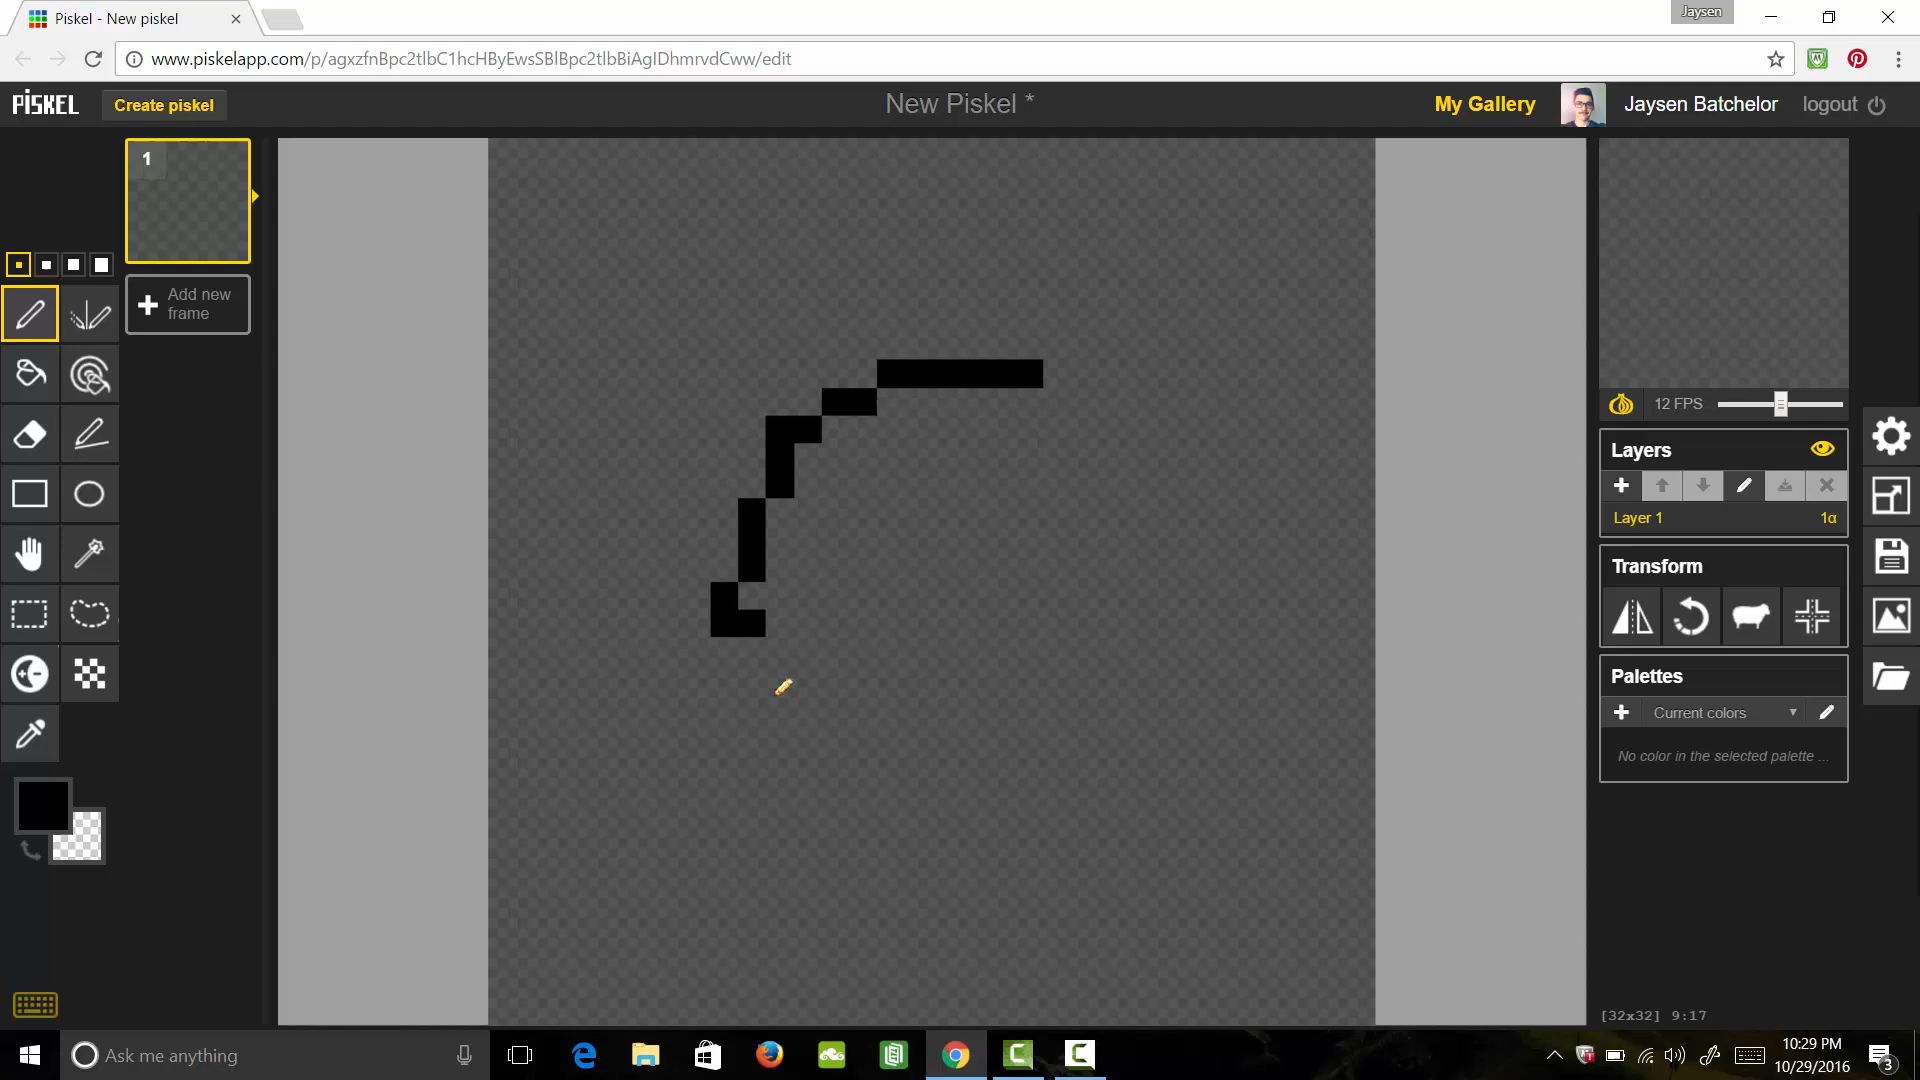 Piskel - New piskel
Jaysen
www.piskelapp.com/p/agxzfnBpc2tlbC1hcHByEwsSBlBpc2tlbBiAgIDhmrvdCww/edit
PiSKEL
Create piskel
New Piskel *
My Gallery
Jaysen Batchelor
logout
1
Add new
frame
12 FPS
Layers
Layer 1
1α
Transform
Palettes
Current colors
No color in the selected palette ...
[32x32] 9:17
Ask me anything
10:29 PM
10/29/2016
3